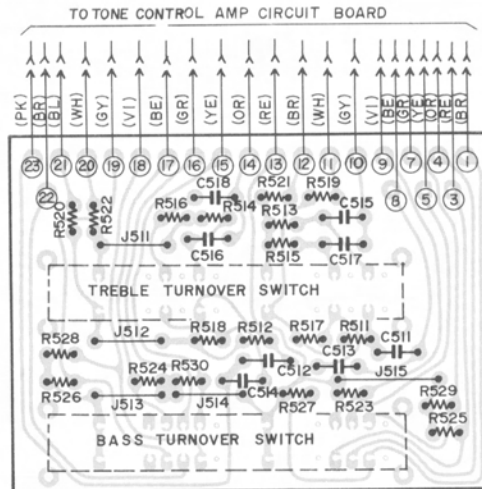 TO TONE CONTROL AMP CIRCUIT BOARD
(PK) (BR) (BL) (WH) (GY) (VI) (BE) (GR) (YE) (OR) (RE) (BR) (WH) (GY) (VI) (BE) (GR) (YE) (OR) (RE) (BR)
23 21 20 19 18 17 16 15 14 13 12 11 10 9 7 4 1
22 8 5 3
C518 R521 R519
R520 R522 R516 R514 R513 C515
J511 C516 R515 C517
TREBLE TURNOVER SWITCH
R528 J512 R518 R512 R517 R511 C511
R524 R530 C512 C513 J515
R526 J513 J514 C514 R527 R523 R529
R525
BASS TURNOVER SWITCH